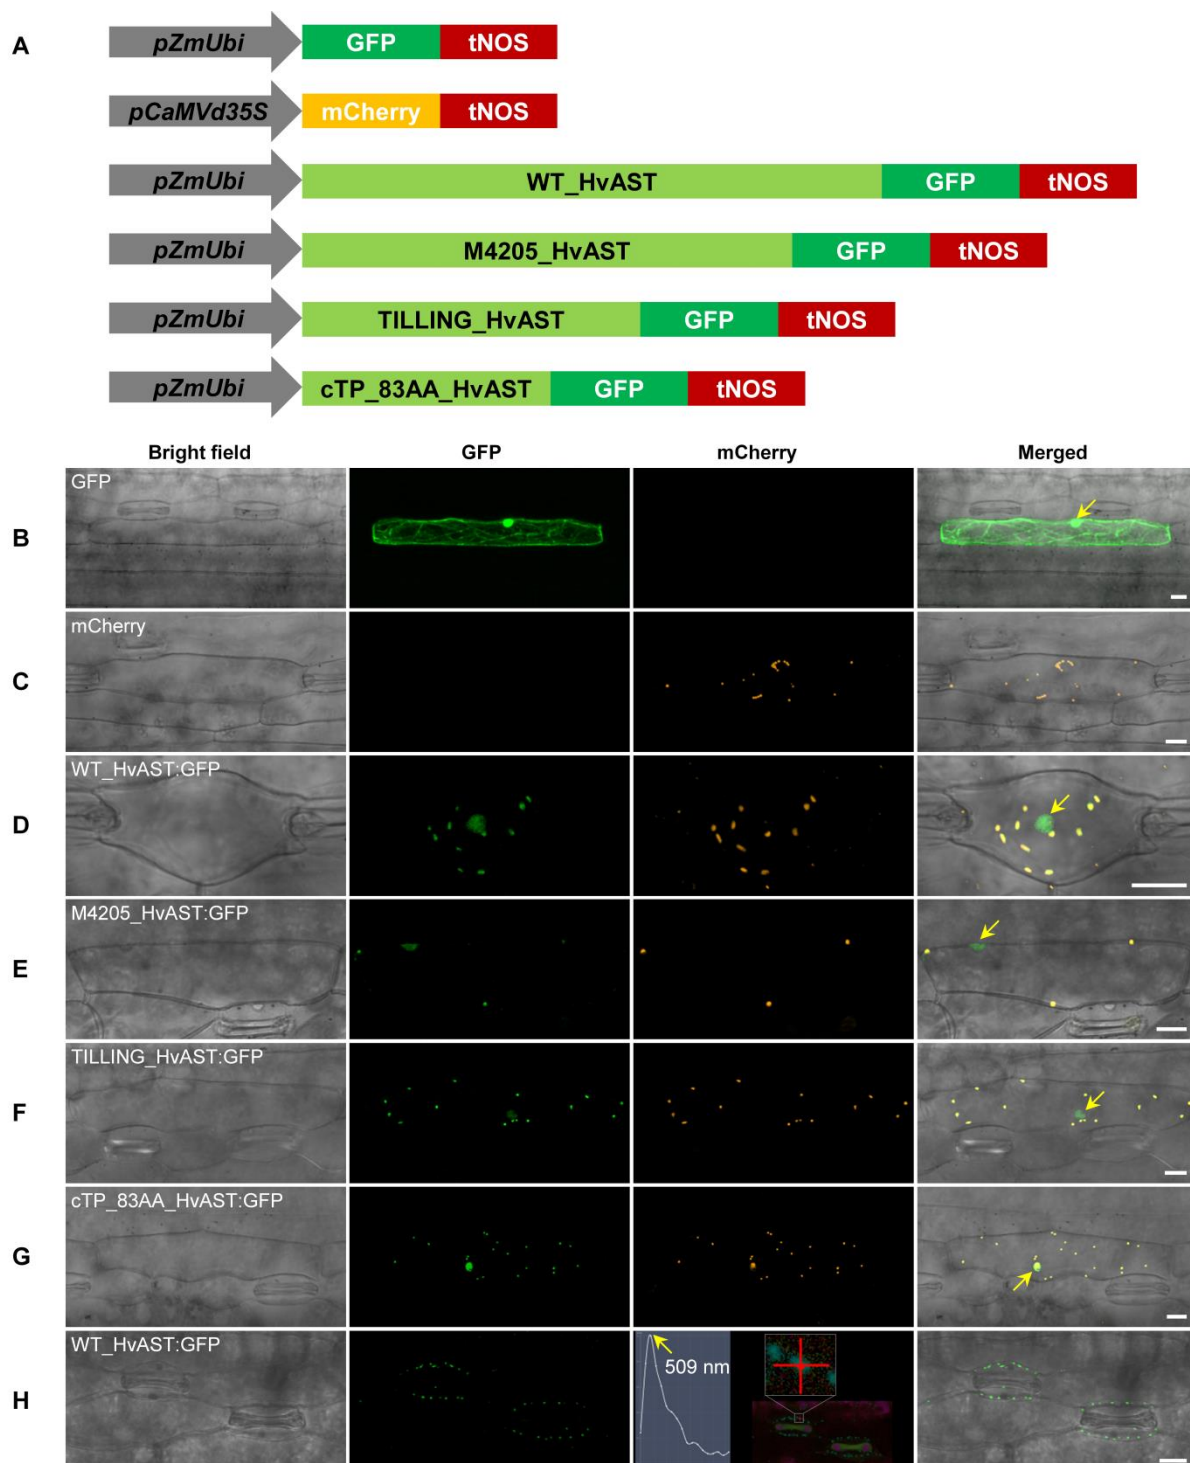 A
pZmUbi GFP tNOS
pCaMVd35S mCherry tNOS
pZmUbi WT_HvAST GFP tNOS
pZmUbi M4205_HvAST GFP tNOS
pZmUbi TILLING_HvAST GFP tNOS
pZmUbi cTP_83AA_HvAST GFP tNOS
Bright field GFP mCherry Merged
GFP
B
mCherry
C
WT_HvAST:GFP
D
M4205_HvAST:GFP
E
TILLING_HvAST:GFP
F
cTP_83AA_HvAST:GFP
G
WT_HvAST:GFP
509 nm
H